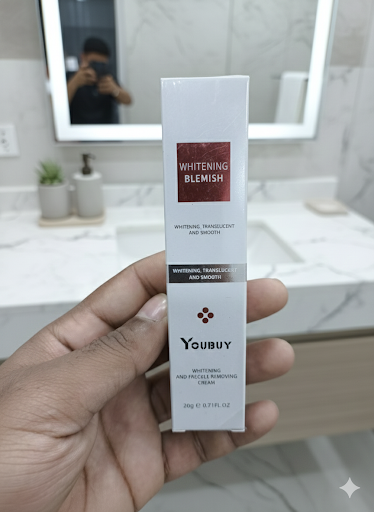 WHITENING
BLEMISH
WHITENING, TRANSLUCENT
AND SMOOTH
WHITENING, TRANSLUCENT
AND SMOOTH
YOUBUY
WHITENING
AND FRECKLE REMOVING
CREAM
20g ℮ 0.71FL OZ